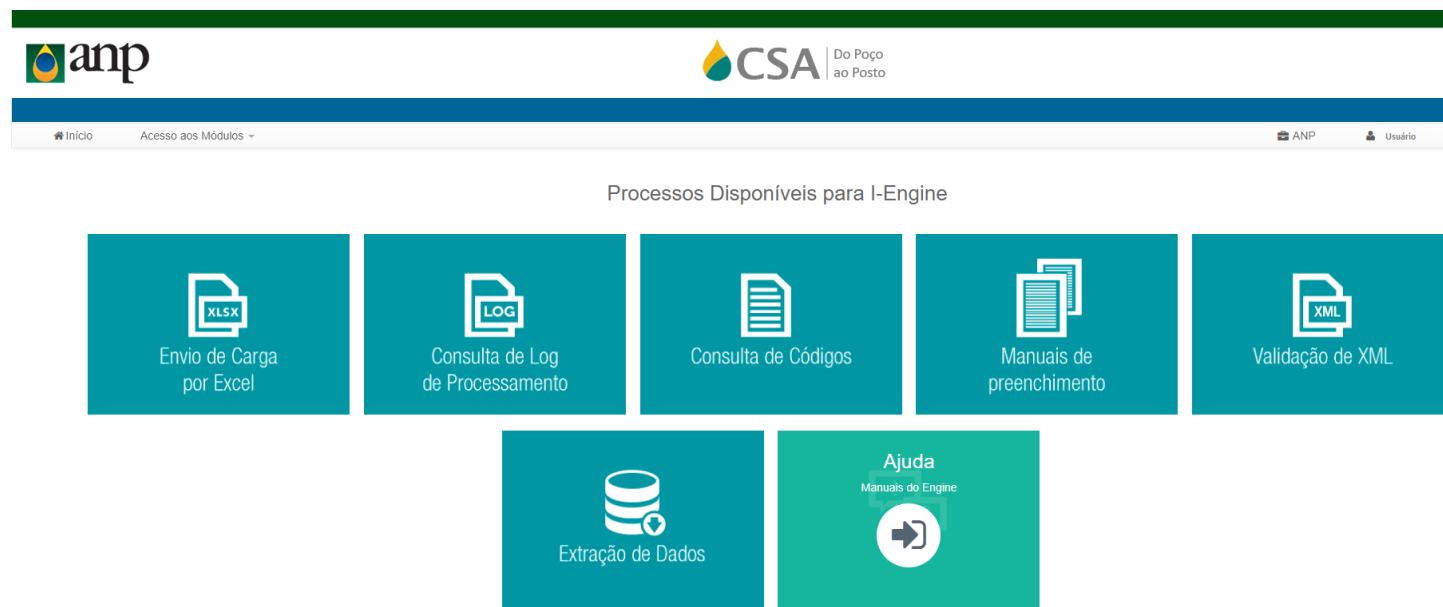 anp
CSA
Do Poço
ao Posto
Início
Acesso aos Módulos
ANP
Usuário
Processos Disponíveis para I-Engine
XLSX
Envio de Carga
por Excel
LOG
Consulta de Log
de Processamento
Consulta de Códigos
Manuais de
preenchimento
XML
Validação de XML
Extração de Dados
Ajuda
Manuais do Engine